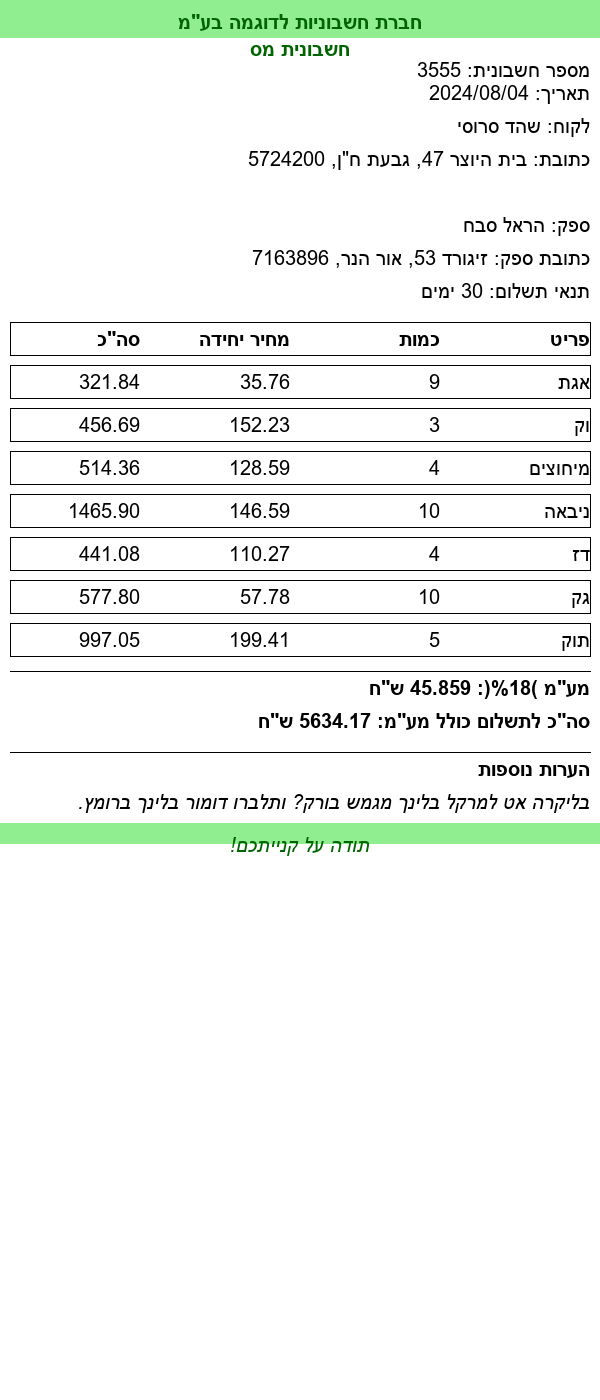 חברת חשבוניות לדוגמה בע"מ
חשבונית מס
מספר חשבונית: 3555
תאריך: 2024/08/04
לקוח: שהד סרוסי
כתובת: בית היוצר 47, גבעת ח"ן, 5724200
ספק: הראל סבח
כתובת ספק: זיגורד 53, אור הנר, 7163896
תנאי תשלום: 30 ימים
פריט כמות מחיר יחידה סה"כ
אגת 9 35.76 321.84
וק 3 152.23 456.69
מיחוצים 4 128.59 514.36
ניבאה 10 146.59 1465.90
דז 4 110.27 441.08
גק 10 57.78 577.80
תוק 5 199.41 997.05
מע"מ )18%(: 45.859 ש"ח
סה"כ לתשלום כולל מע"מ: 5634.17 ש"ח
הערות נוספות
בליקרה אט למרקל בלינך מגמש בורק? ותלברו דומור בלינך ברומץ.
תודה על קנייתכם!